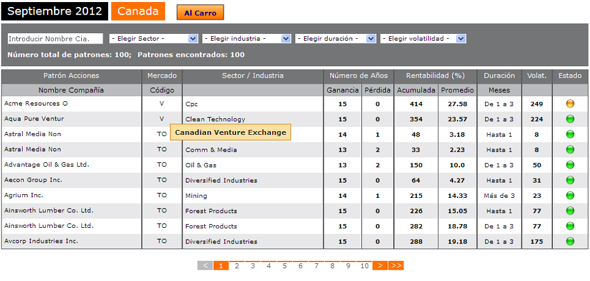 Septiembre 2012 Canada Al Carro
Introducir Nombre Cia. - Elegir Sector - - Elegir industria - - Elegir duración - - Elegir volatilidad -
Número total de patrones: 100; Patrones encontrados: 100
Patrón Acciones Mercado Sector / Industria Número de Años Rentabilidad (%) Duración Volat. Estado
Nombre Compañía Código Ganancia Pérdida Acumulada Promedio Meses
Acme Resources O V Cpc 15 0 414 27.58 De 1 a 3 249
Aqua Pure Ventur V Clean Technology 15 0 354 23.57 De 1 a 3 224
Canadian Venture Exchange
Astral Media Non TO 14 1 48 3.18 Hasta 1 8
Astral Media Non TO Comm & Media 13 2 33 2.23 Hasta 1 8
Advantage Oil & Gas Ltd. TO Oil & Gas 13 2 150 10.0 De 1 a 3 50
Aecon Group Inc. TO Diversified Industries 15 0 64 4.27 Hasta 1 31
Agrium Inc. TO Mining 14 1 215 14.33 Más de 3 23
Ainsworth Lumber Co. Ltd. TO Forest Products 15 0 226 15.05 Hasta 1 77
Ainsworth Lumber Co. Ltd. TO Forest Products 15 0 282 18.78 De 1 a 3 77
Avcorp Industries Inc. TO Diversified Industries 15 0 288 19.18 De 1 a 3 175
< 1 2 3 4 5 6 7 8 9 10 > >>